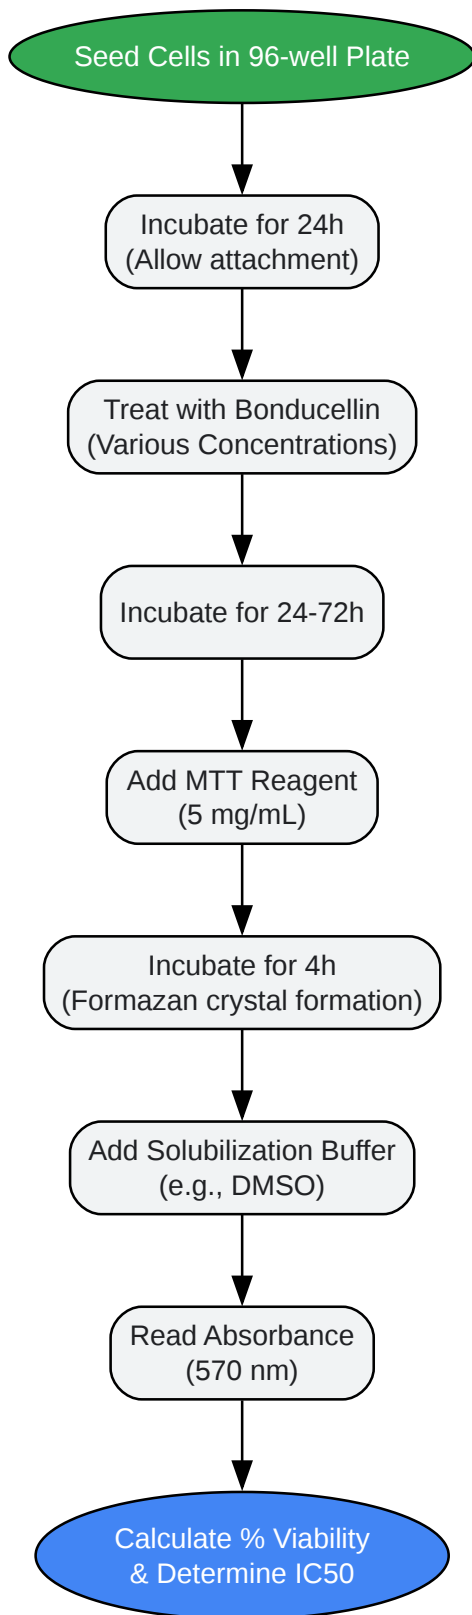 Seed Cells in 96-well Plate
Incubate for 24h
(Allow attachment)
Treat with Bonducellin
(Various Concentrations)
Incubate for 24-72h
Add MTT Reagent
(5 mg/mL)
Incubate for 4h
(Formazan crystal formation)
Add Solubilization Buffer
(e.g., DMSO)
Read Absorbance
(570 nm)
Calculate % Viability
& Determine IC50